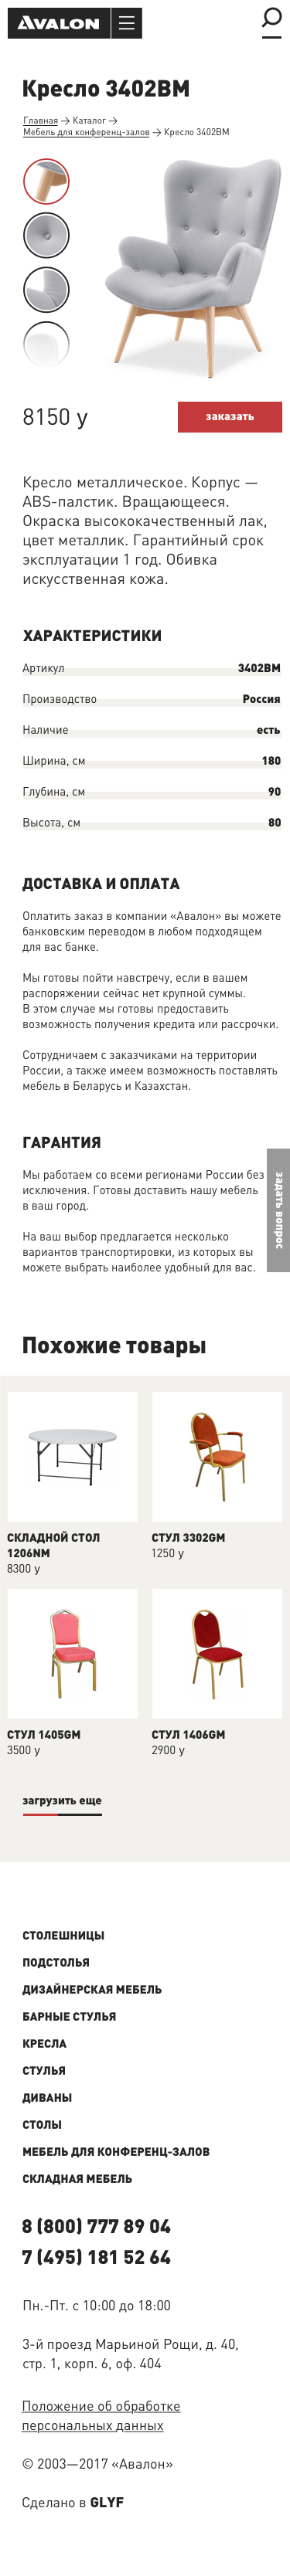 AVALON
Кресло 3402BM
Главная → Каталог →
Мебель для конференц-залов → Кресло 3402BM
8150 у
заказать
Кресло металлическое. Корпус —
ABS-палстик. Вращающееся.
Окраска высококачественный лак,
цвет металлик. Гарантийный срок
эксплуатации 1 год. Обивка
искусственная кожа.
ХАРАКТЕРИСТИКИ
Артикул 3402BM
Производство Россия
Наличие есть
Ширина, см 180
Глубина, см 90
Высота, см 80
ДОСТАВКА И ОПЛАТА
Оплатить заказ в компании «Авалон» вы можете
банковским переводом в любом подходящем
для вас банке.
Мы готовы пойти навстречу, если в вашем
распоряжении сейчас нет крупной суммы.
В этом случае мы готовы предоставить
возможность получения кредита или рассрочки.
Сотрудничаем с заказчиками на территории
России, а также имеем возможность поставлять
мебель в Беларусь и Казахстан.
ГАРАНТИЯ
задать вопрос
Мы работаем со всеми регионами России без
исключения. Готовы доставить нашу мебель
в ваш город.
На ваш выбор предлагается несколько
вариантов транспортировки, из которых вы
можете выбрать наиболее удобный для вас.
Похожие товары
СКЛАДНОЙ СТОЛ
1206NM
8300 у
СТУЛ 3302GM
1250 у
СТУЛ 1405GM
3500 у
СТУЛ 1406GM
2900 у
загрузить еще
СТОЛЕШНИЦЫ
ПОДСТОЛЬЯ
ДИЗАЙНЕРСКАЯ МЕБЕЛЬ
БАРНЫЕ СТУЛЬЯ
КРЕСЛА
СТУЛЬЯ
ДИВАНЫ
СТОЛЫ
МЕБЕЛЬ ДЛЯ КОНФЕРЕНЦ-ЗАЛОВ
СКЛАДНАЯ МЕБЕЛЬ
8 (800) 777 89 04
7 (495) 181 52 64
Пн.-Пт. с 10:00 до 18:00
3-й проезд Марьиной Рощи, д. 40,
стр. 1, корп. 6, оф. 404
Положение об обработке
персональных данных
© 2003—2017 «Авалон»
Сделано в GLYF